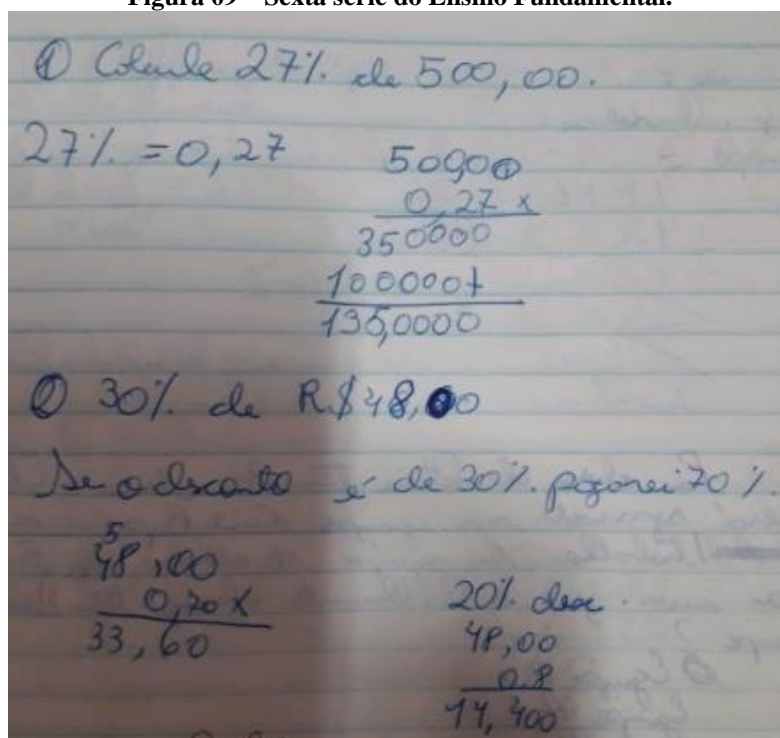 Figura 09 – Sexta série do Ensino Fundamental.
① Calcule 27% de 500,00.
27% = 0,27
500,00
0,27 x
350000
100000+
135,0000
② 30% de R$48,00
Se o desconto é de 30% pagarei 70%.
5
48,00
0,70 x
33,60
20% desc.
48,00
0.8
14,400